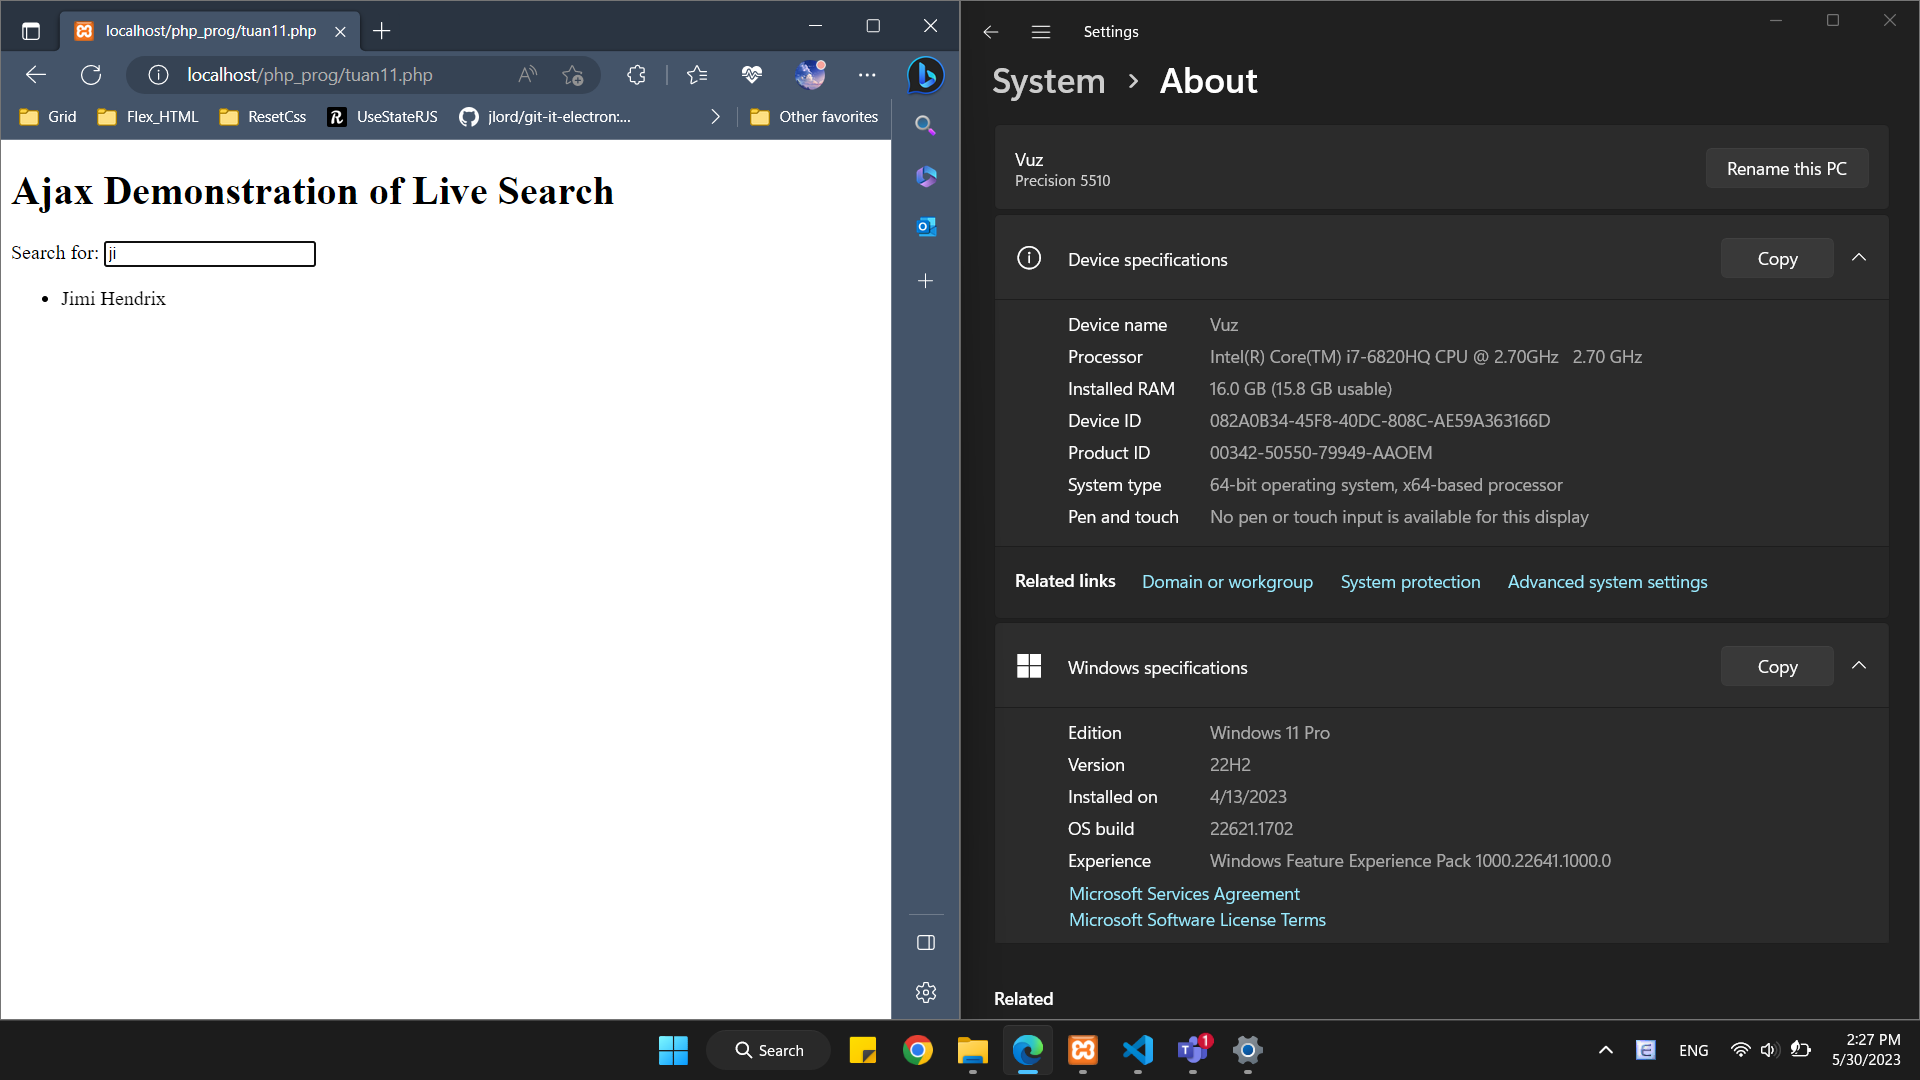 localhost/php_prog/tuan11.php
localhost/php_prog/tuan11.php
Grid
Flex_HTML
ResetCss
UseStateRJS
jlord/git-it-electron:...
Other favorites
Ajax Demonstration of Live Search
Search for: ji
• Jimi Hendrix
Settings
System > About
Vuz
Precision 5510
Rename this PC
Device specifications
Copy
Device name Vuz
Processor Intel(R) Core(TM) i7-6820HQ CPU @ 2.70GHz 2.70 GHz
Installed RAM 16.0 GB (15.8 GB usable)
Device ID 082A0B34-45F8-40DC-808C-AE59A363166D
Product ID 00342-50550-79949-AAOEM
System type 64-bit operating system, x64-based processor
Pen and touch No pen or touch input is available for this display
Related links Domain or workgroup System protection Advanced system settings
Windows specifications
Copy
Edition Windows 11 Pro
Version 22H2
Installed on 4/13/2023
OS build 22621.1702
Experience Windows Feature Experience Pack 1000.22641.1000.0
Microsoft Services Agreement
Microsoft Software License Terms
Related
Search
1
ENG
2:27 PM
5/30/2023